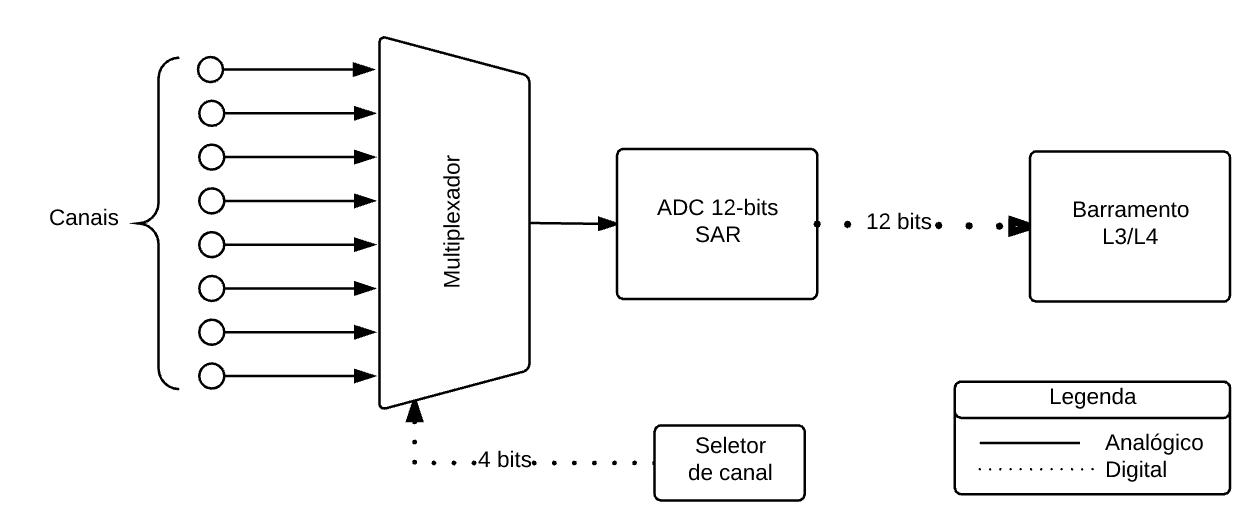 Canais
Multiplexador
ADC 12-bits
SAR
12 bits
Barramento
L3/L4
4 bits
Seletor
de canal
Legenda
Analógico
Digital